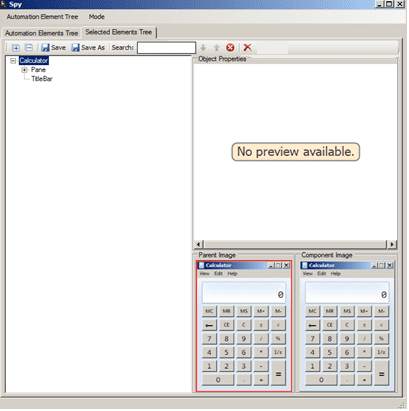 Spy
Automation Element Tree Mode
Automation Elements Tree Selected Elements Tree
Save Save As Search:
Calculator
Pane
TitleBar
Object Properties
No preview available.
Parent Image
Calculator
View Edit Help
0
MC MR MS M+ M-
← CE C ± √
7 8 9 / %
4 5 6 * 1/x
1 2 3 - =
0 . +
Component Image
Calculator
View Edit Help
0
MC MR MS M+ M-
← CE C ± √
7 8 9 / %
4 5 6 * 1/x
1 2 3 - =
0 . +